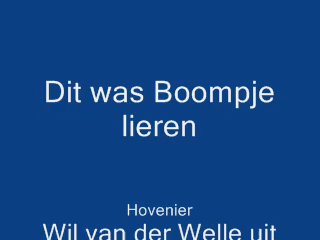 Dit was Boompje
lieren
Hovenier
Wil van der Welle uit